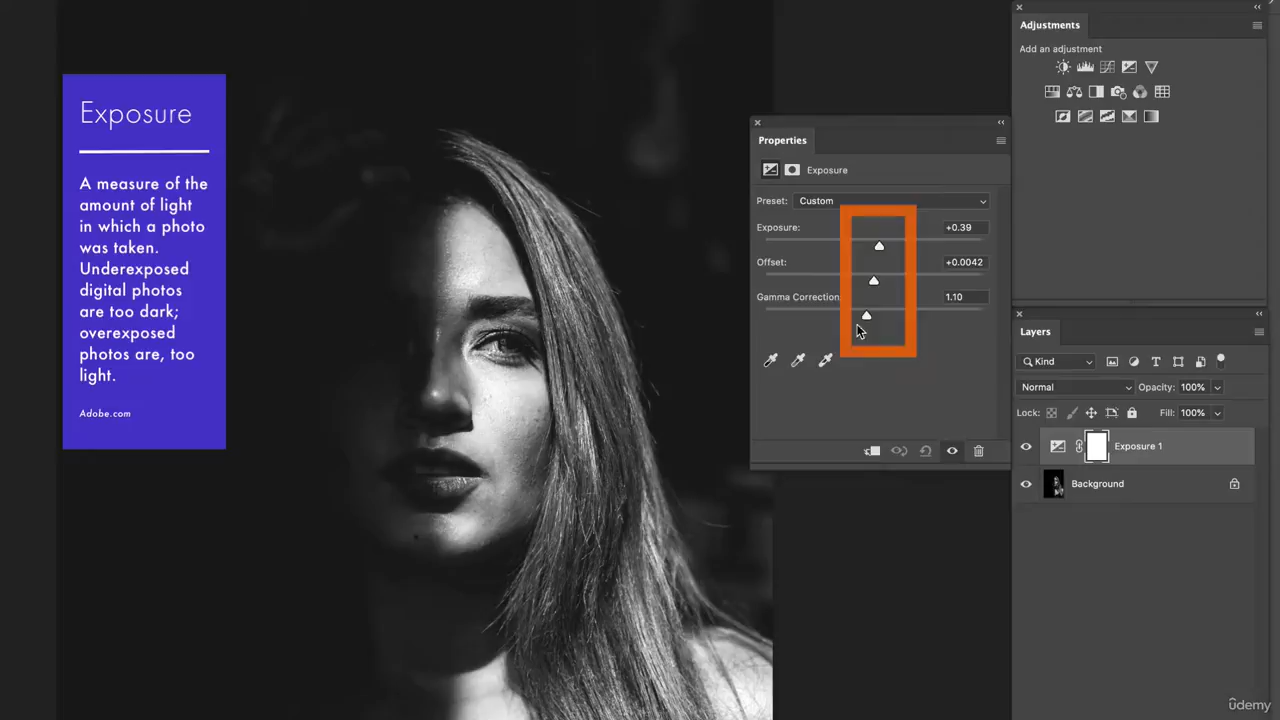 Exposure
A measure of the
amount of light
in which a photo
was taken.
Underexposed
digital photos
are too dark;
overexposed
photos are, too
light.
Adobe.com
Properties
Exposure
Preset: Custom
Exposure: +0.39
Offset: +0.0042
Gamma Correction: 1.10
Adjustments
Add an adjustment
Layers
Kind
Normal Opacity: 100%
Lock: Fill: 100%
Exposure 1
Background
ûdemy